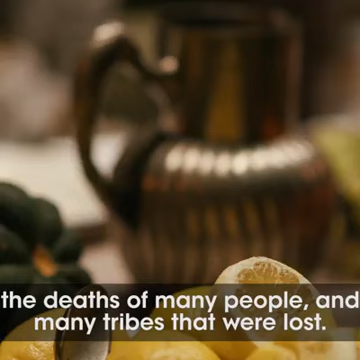 the deaths of many people, and
many tribes that were lost.